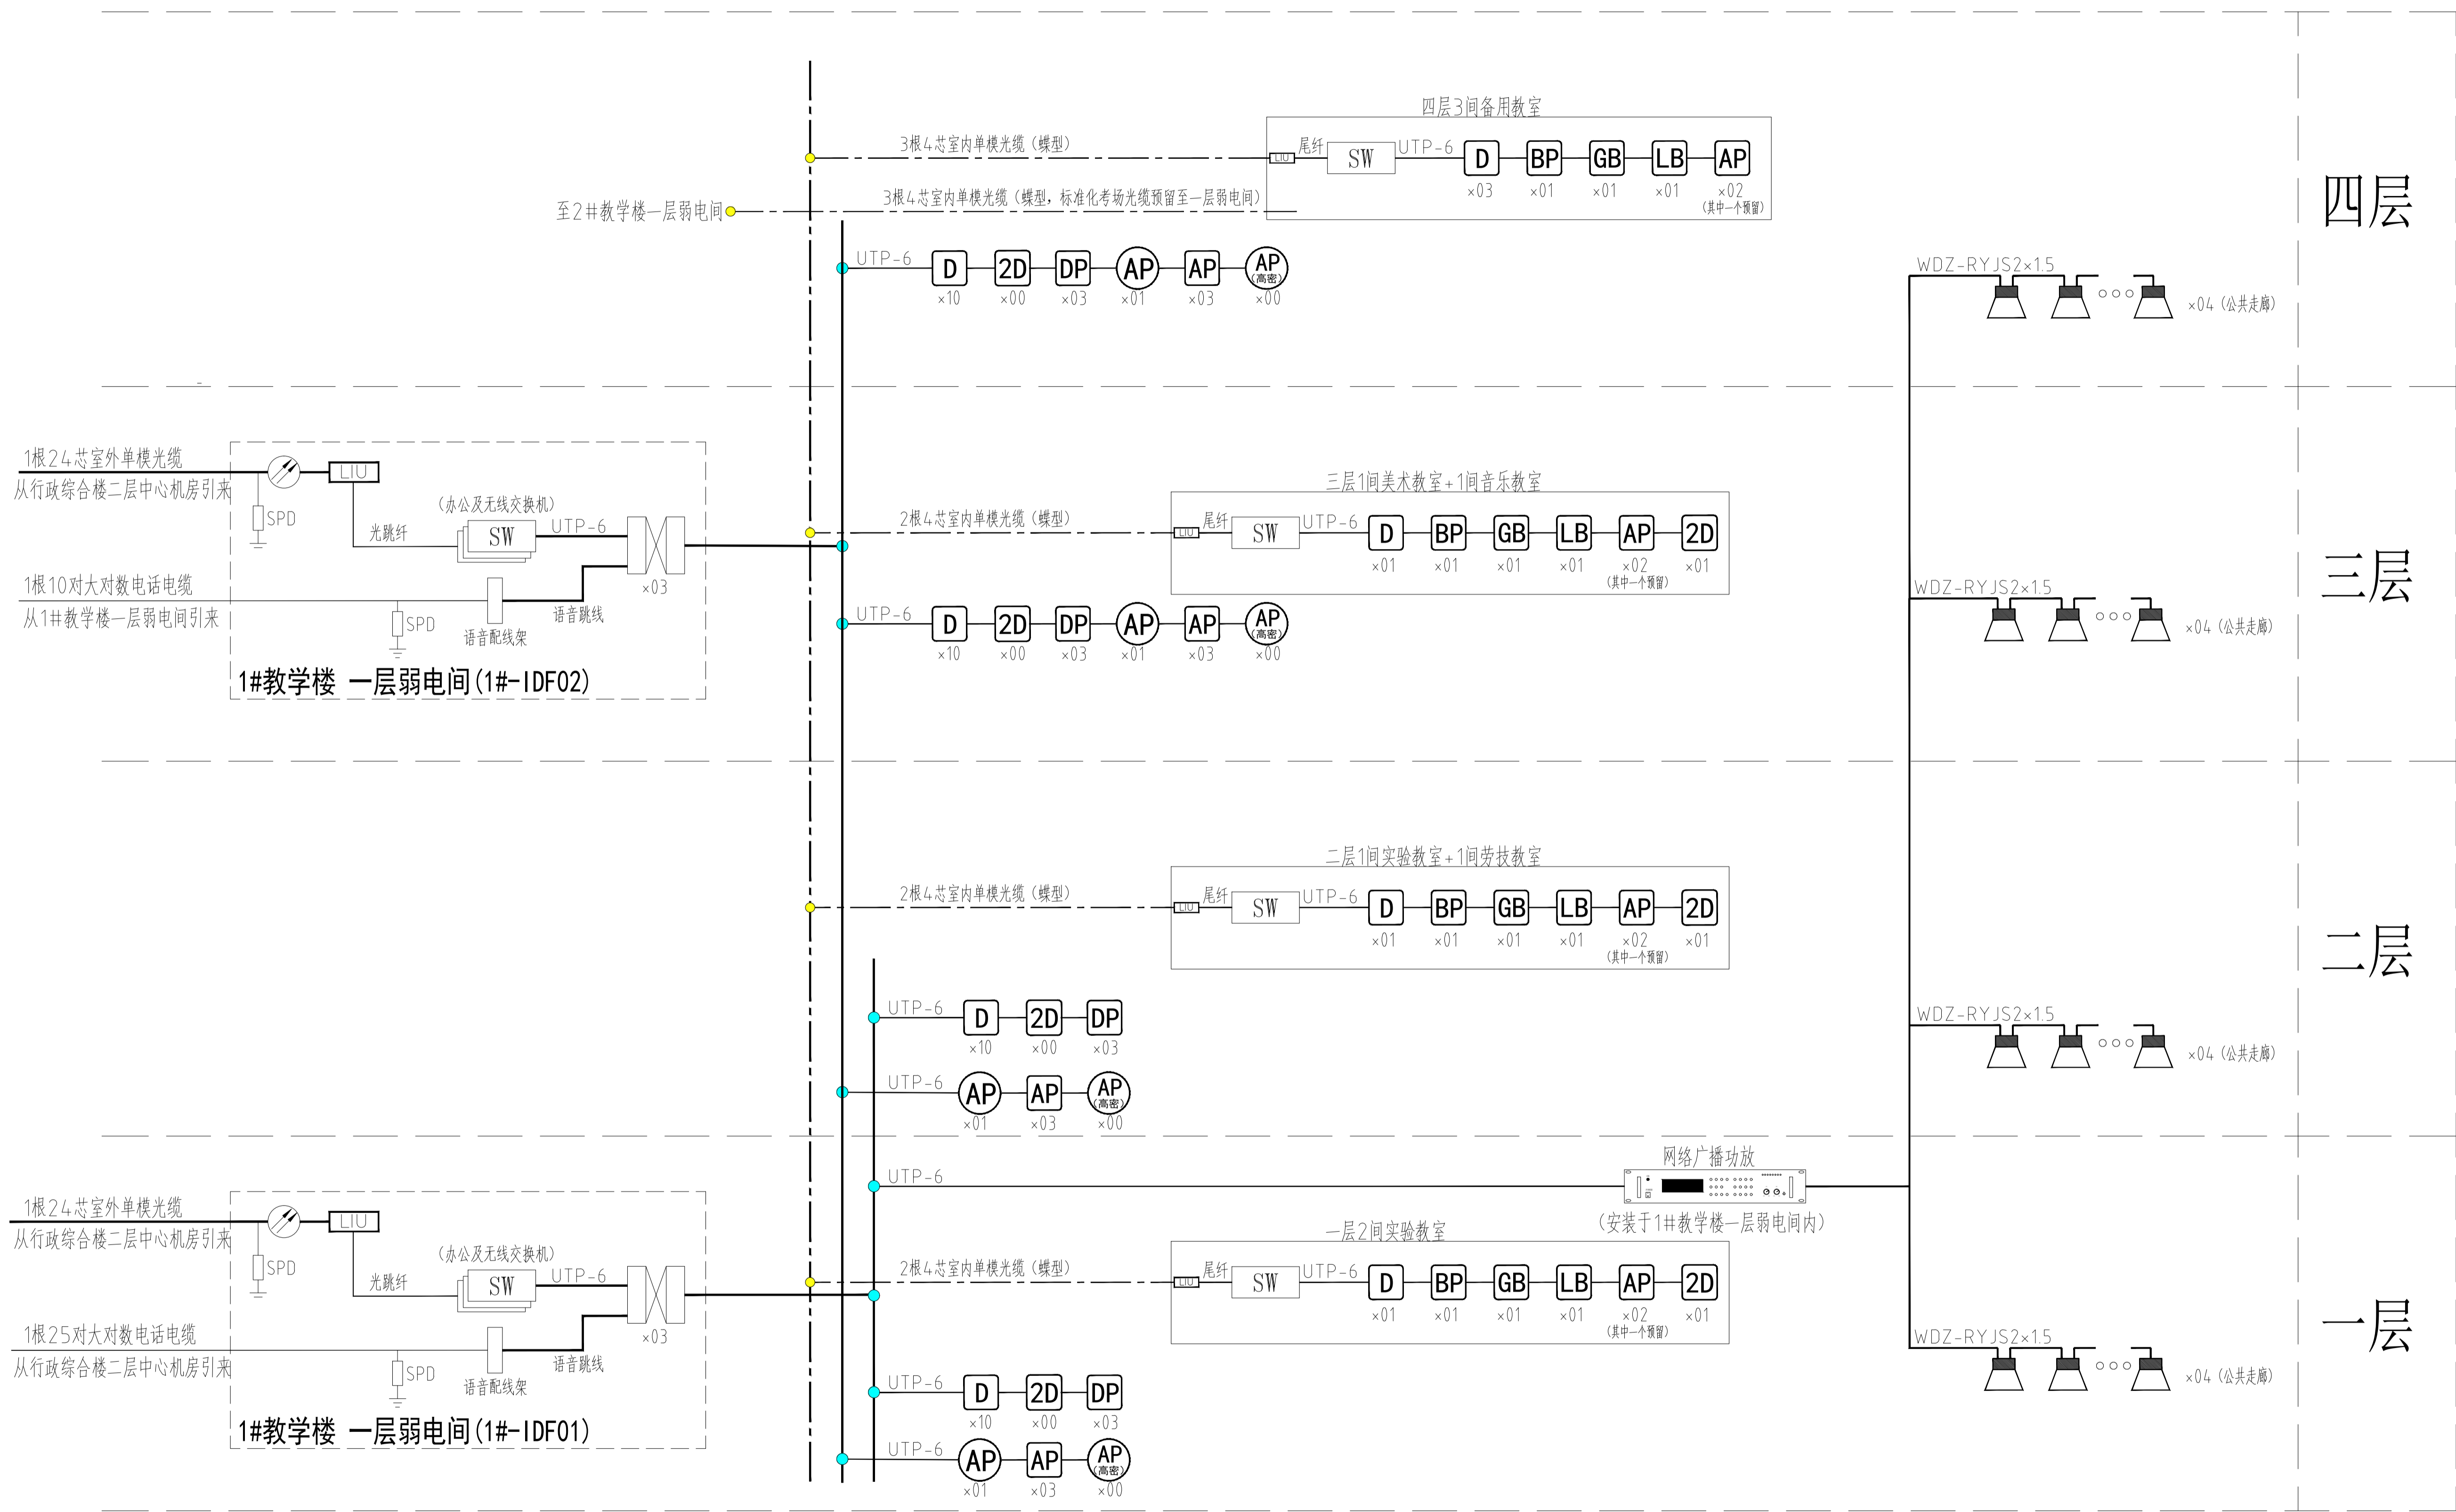 四层3间备用教室
3根4芯室内单模光缆（蝶型）
LIU
尾纤
SW
UTP-6
D
BP
GB
LB
AP
×03
×01
×01
×01
×02
(其中一个预留)
至2#教学楼一层弱电间
3根4芯室内单模光缆（蝶型，标准化考场光缆预留至一层弱电间）
UTP-6
D
2D
DP
AP
AP
AP
(高密)
×10
×00
×03
×01
×03
×00
WDZ-RYJS2×1.5
×04（公共走廊）
四层
1根24芯室外单模光缆
从行政综合楼二层中心机房引来
LIU
SPD
光跳纤
（办公及无线交换机）
SW
UTP-6
×03
1根10对大对数电话电缆
从1#教学楼一层弱电间引来
SPD
语音配线架
语音跳线
1#教学楼 一层弱电间(1#-IDF02)
三层1间美术教室+1间音乐教室
2根4芯室内单模光缆（蝶型）
LIU
尾纤
SW
UTP-6
D
BP
GB
LB
AP
2D
×01
×01
×01
×01
×02
×01
(其中一个预留)
UTP-6
D
2D
DP
AP
AP
AP
(高密)
×10
×00
×03
×01
×03
×00
WDZ-RYJS2×1.5
×04（公共走廊）
三层
二层1间实验教室+1间劳技教室
2根4芯室内单模光缆（蝶型）
LIU
尾纤
SW
UTP-6
D
BP
GB
LB
AP
2D
×01
×01
×01
×01
×02
×01
(其中一个预留)
UTP-6
D
2D
DP
×10
×00
×03
UTP-6
AP
AP
AP
(高密)
×01
×03
×00
WDZ-RYJS2×1.5
×04（公共走廊）
二层
UTP-6
网络广播功放
（安装于1#教学楼一层弱电间内）
1根24芯室外单模光缆
从行政综合楼二层中心机房引来
LIU
SPD
光跳纤
（办公及无线交换机）
SW
UTP-6
×03
1根25对大对数电话电缆
从行政综合楼二层中心机房引来
SPD
语音配线架
语音跳线
1#教学楼 一层弱电间(1#-IDF01)
一层2间实验教室
2根4芯室内单模光缆（蝶型）
LIU
尾纤
SW
UTP-6
D
BP
GB
LB
AP
2D
×01
×01
×01
×01
×02
×01
(其中一个预留)
UTP-6
D
2D
DP
×10
×00
×03
UTP-6
AP
AP
AP
(高密)
×01
×03
×00
WDZ-RYJS2×1.5
×04（公共走廊）
一层